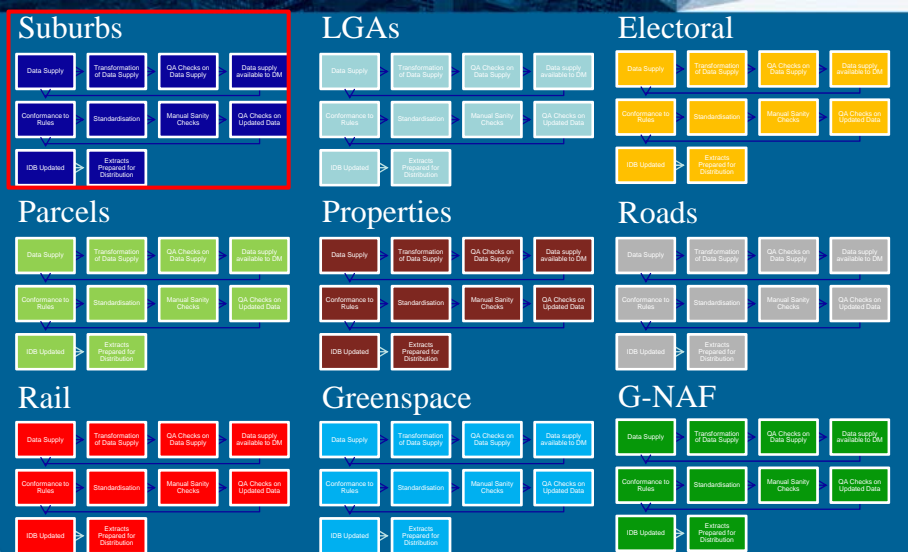 Suburbs
Data Supply
Transformation
of Data Supply
QA Checks on
Data Supply
Data supply
available to DM
Conformance to
Rules
Standardisation
Manual Sanity
Checks
QA Checks on
Updated Data
IDB Updated
Extracts
Prepared for
Distribution
LGAs
Data Supply
Transformation
of Data Supply
QA Checks on
Data Supply
Data supply
available to DM
Conformance to
Rules
Standardisation
Manual Sanity
Checks
QA Checks on
Updated Data
IDB Updated
Extracts
Prepared for
Distribution
Electoral
Data Supply
Transformation
of Data Supply
QA Checks on
Data Supply
Data supply
available to DM
Conformance to
Rules
Standardisation
Manual Sanity
Checks
QA Checks on
Updated Data
IDB Updated
Extracts
Prepared for
Distribution
Parcels
Data Supply
Transformation
of Data Supply
QA Checks on
Data Supply
Data supply
available to DM
Conformance to
Rules
Standardisation
Manual Sanity
Checks
QA Checks on
Updated Data
IDB Updated
Extracts
Prepared for
Distribution
Properties
Data Supply
Transformation
of Data Supply
QA Checks on
Data Supply
Data supply
available to DM
Conformance to
Rules
Standardisation
Manual Sanity
Checks
QA Checks on
Updated Data
IDB Updated
Extracts
Prepared for
Distribution
Roads
Data Supply
Transformation
of Data Supply
QA Checks on
Data Supply
Data supply
available to DM
Conformance to
Rules
Standardisation
Manual Sanity
Checks
QA Checks on
Updated Data
IDB Updated
Extracts
Prepared for
Distribution
Rail
Data Supply
Transformation
of Data Supply
QA Checks on
Data Supply
Data supply
available to DM
Conformance to
Rules
Standardisation
Manual Sanity
Checks
QA Checks on
Updated Data
IDB Updated
Extracts
Prepared for
Distribution
Greenspace
Data Supply
Transformation
of Data Supply
QA Checks on
Data Supply
Data supply
available to DM
Conformance to
Rules
Standardisation
Manual Sanity
Checks
QA Checks on
Updated Data
IDB Updated
Extracts
Prepared for
Distribution
G-NAF
Data Supply
Transformation
of Data Supply
QA Checks on
Data Supply
Data supply
available to DM
Conformance to
Rules
Standardisation
Manual Sanity
Checks
QA Checks on
Updated Data
IDB Updated
Extracts
Prepared for
Distribution